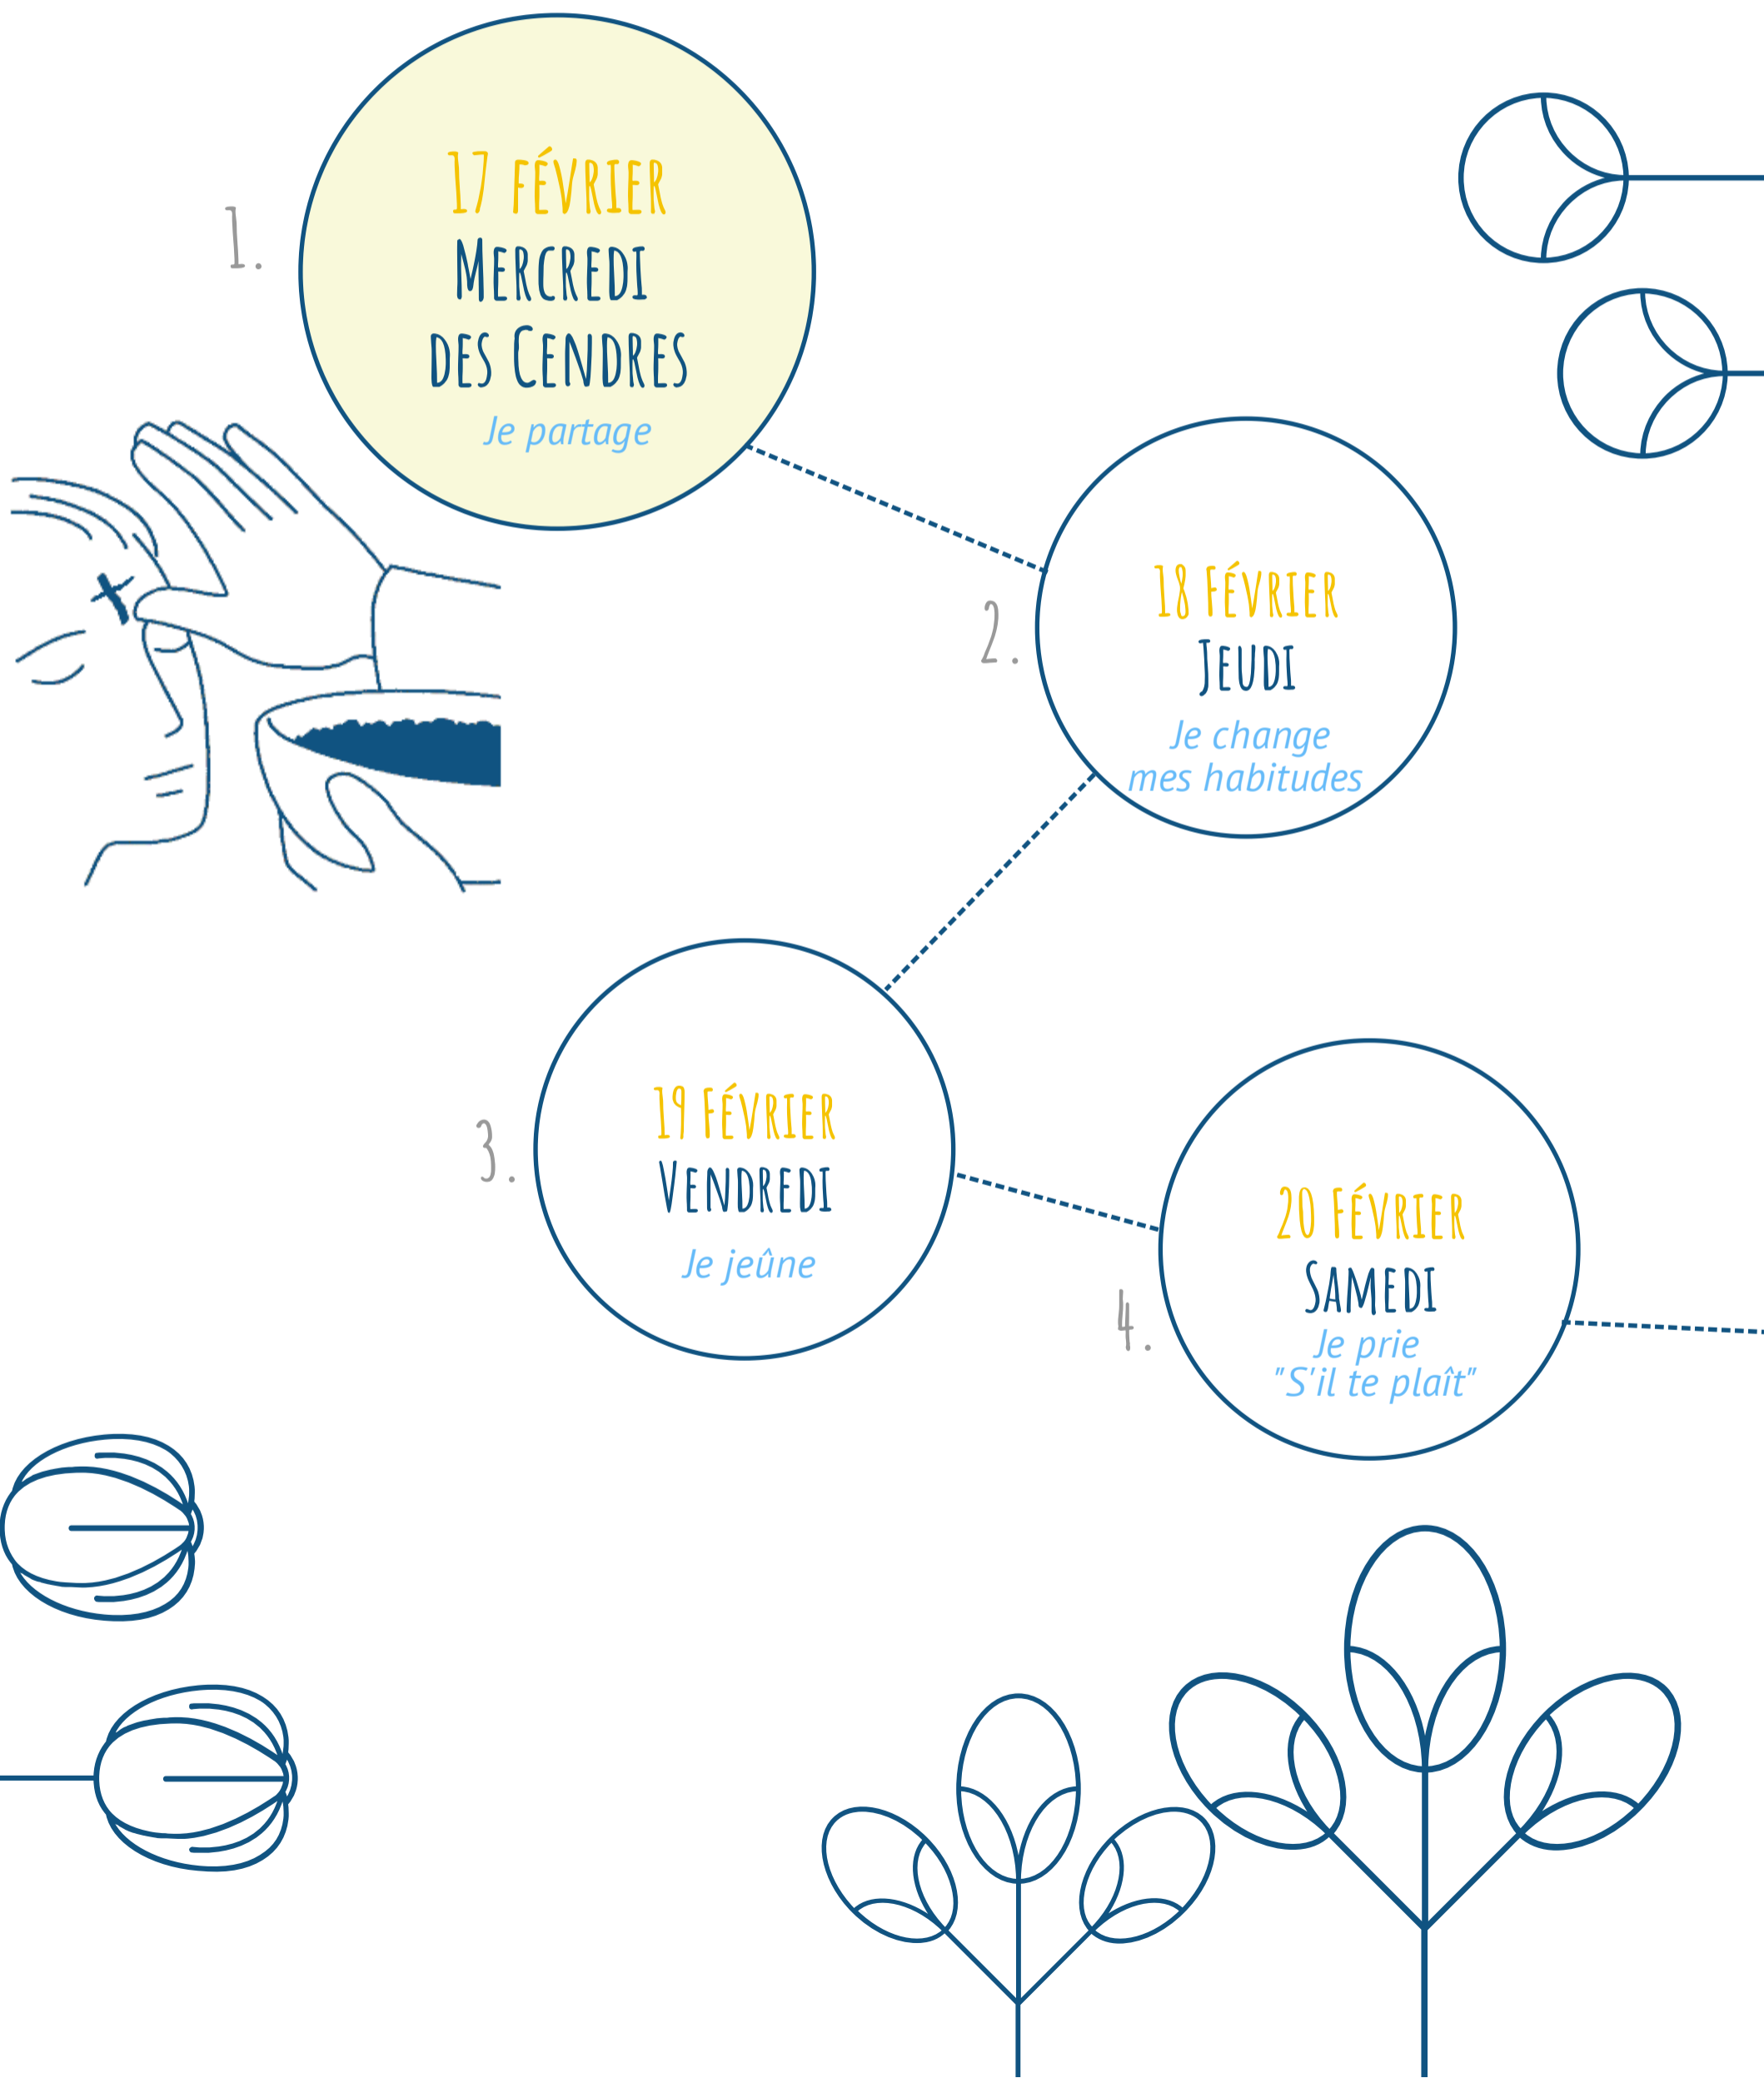 1.
17 Février
Mercredi
des Cendres
Je partage
2.
18 Février
Jeudi
Je change
mes habitudes
3.
19 Février
Vendredi
Je jeûne
4.
20 Février
Samedi
Je prie
"S'il te plaît"